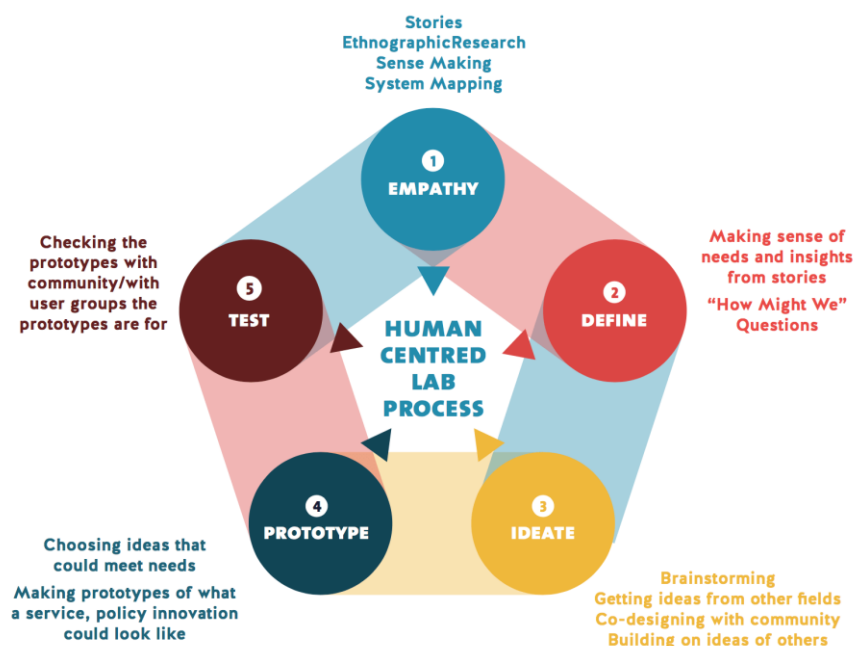 Stories
EthnographicResearch
Sense Making
System Mapping
1
EMPATHY
Making sense of
needs and insights
from stories
“How Might We”
Questions
2
DEFINE
3
IDEATE
Brainstorming
Getting ideas from other fields
Co-designing with community
Building on ideas of others
4
PROTOTYPE
Choosing ideas that
could meet needs
Making prototypes of what
a service, policy innovation
could look like
5
TEST
Checking the
prototypes with
community/with
user groups the
prototypes are for
HUMAN
CENTRED
LAB
PROCESS